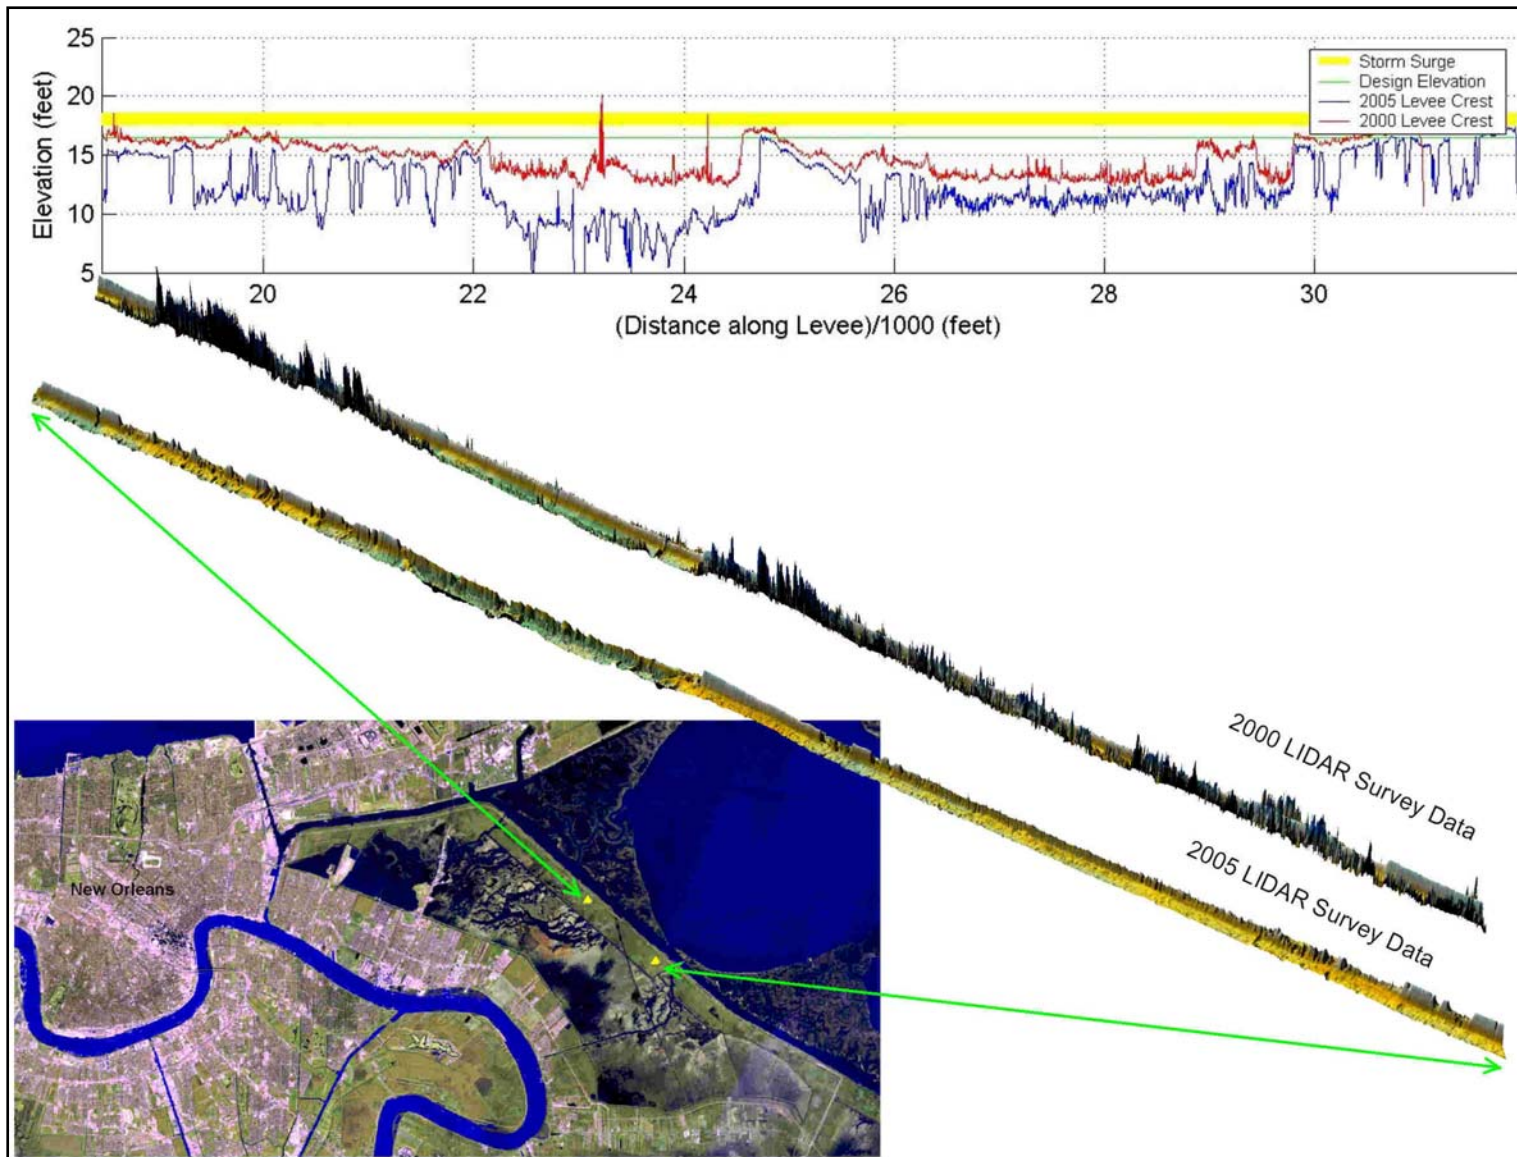 25
20
15
10
5
Elevation (feet)
Storm Surge
Design Elevation
2005 Levee Crest
2000 Levee Crest
20 22 24 26 28 30
(Distance along Levee)/1000 (feet)
2000 LIDAR Survey Data
2005 LIDAR Survey Data
New Orleans